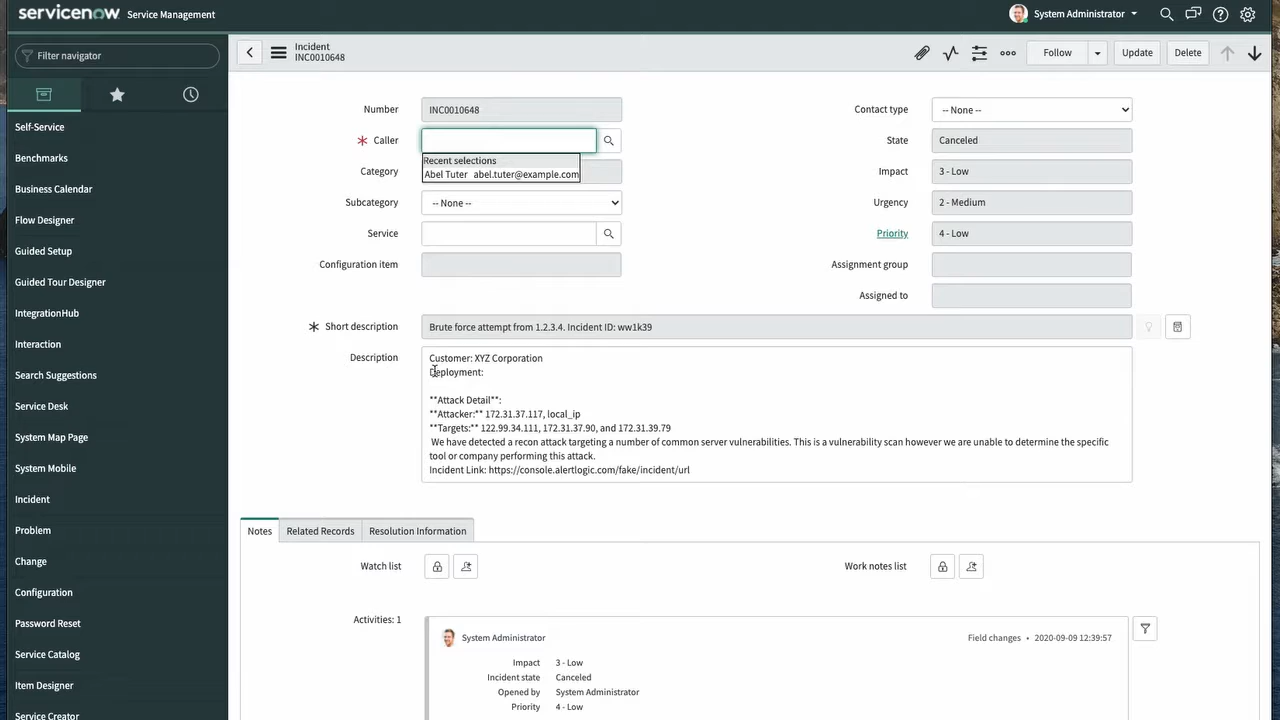 servicenow Service Management
System Administrator
Filter navigator
Self-Service
Benchmarks
Business Calendar
Flow Designer
Guided Setup
Guided Tour Designer
IntegrationHub
Interaction
Search Suggestions
Service Desk
System Map Page
System Mobile
Incident
Problem
Change
Configuration
Password Reset
Service Catalog
Item Designer
Service Creator
Incident
INC0010648
Follow
Update
Delete
Number INC0010648
Caller
Recent selections
Abel Tuter abel.tuter@example.com
Category
Subcategory -- None --
Service
Configuration item
Contact type -- None --
State Canceled
Impact 3 - Low
Urgency 2 - Medium
Priority 4 - Low
Assignment group
Assigned to
Short description Brute force attempt from 1.2.3.4. Incident ID: ww1k39
Description
Customer: XYZ Corporation
Deployment:
**Attack Detail**:
**Attacker:** 172.31.37.117, local_ip
**Targets:** 122.99.34.111, 172.31.37.90, and 172.31.39.79
We have detected a recon attack targeting a number of common server vulnerabilities. This is a vulnerability scan however we are unable to determine the specific
tool or company performing this attack.
Incident Link: https://console.alertlogic.com/fake/incident/url
Notes
Related Records
Resolution Information
Watch list
Work notes list
Activities: 1
System Administrator
Field changes • 2020-09-09 12:39:57
Impact 3 - Low
Incident state Canceled
Opened by System Administrator
Priority 4 - Low